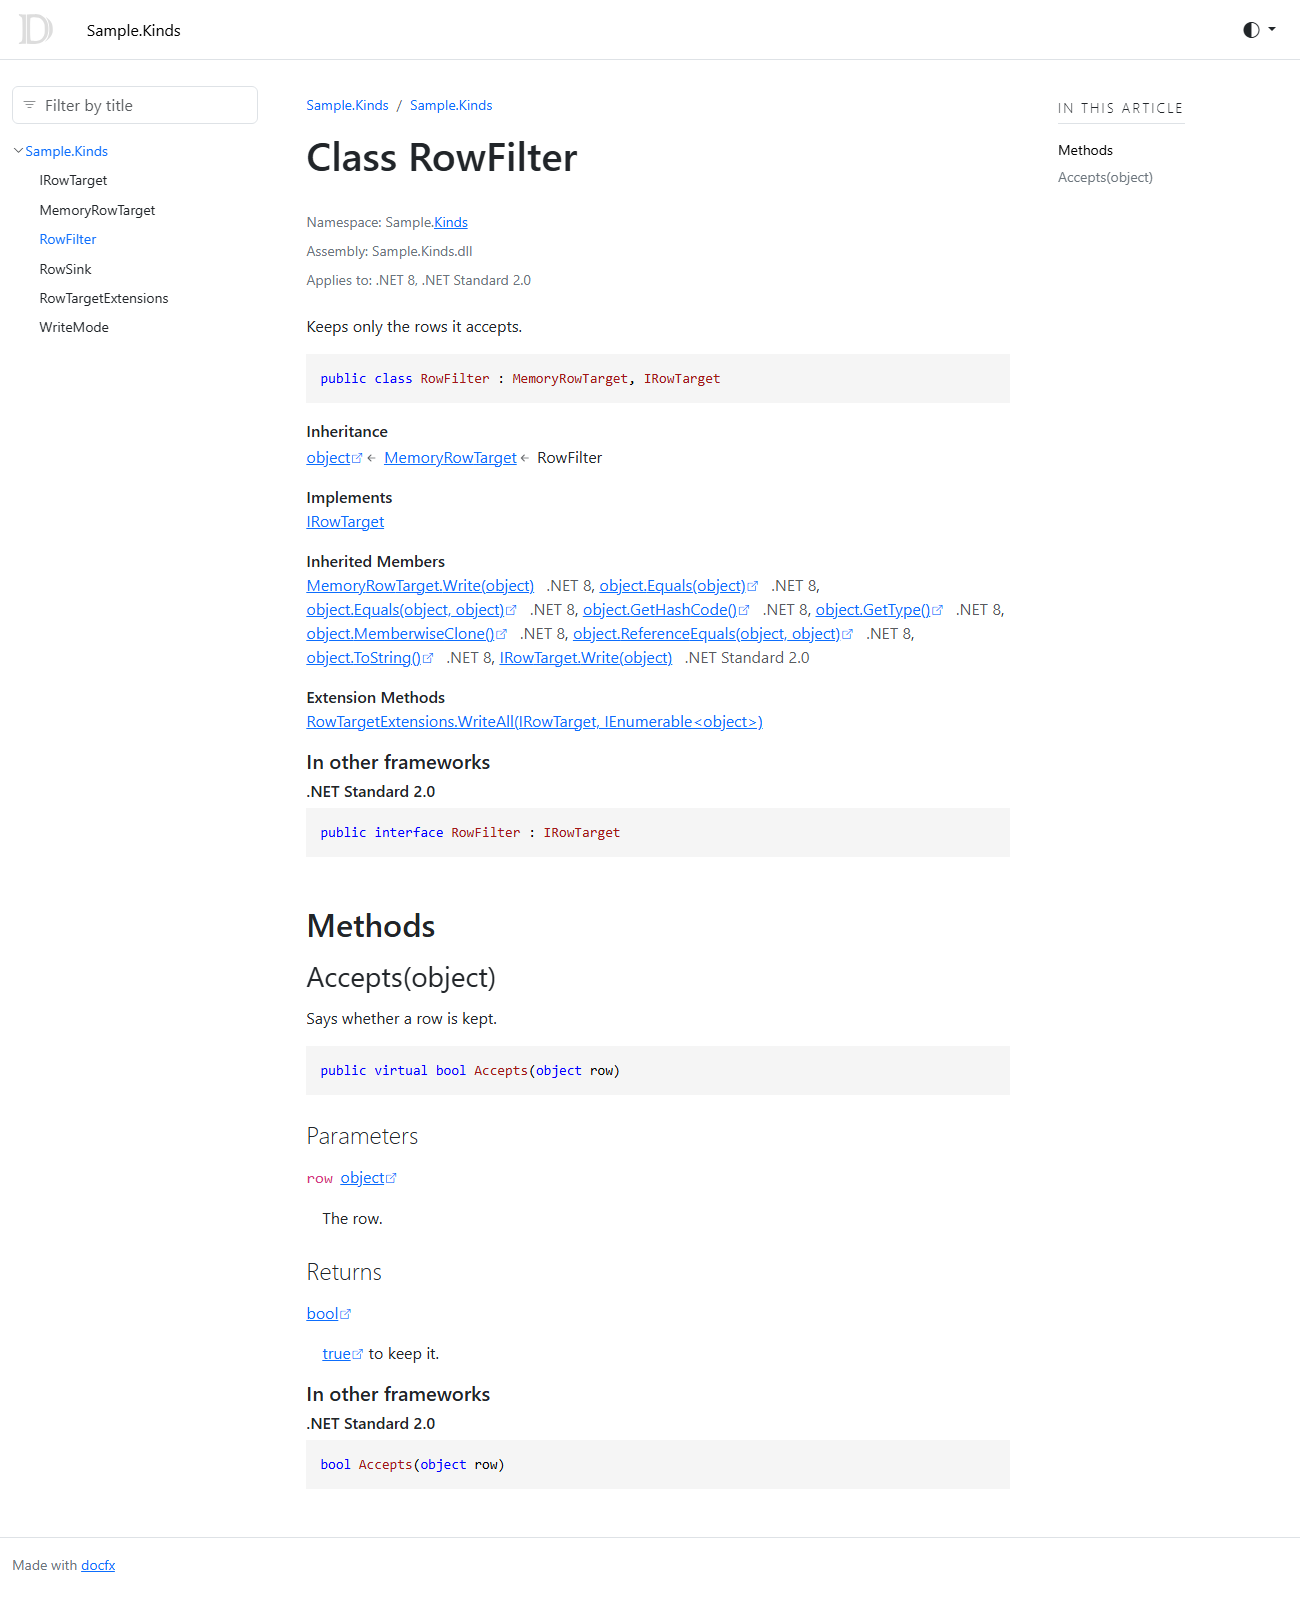 Sample.Kinds
Filter by title
Sample.Kinds
IRowTarget
MemoryRowTarget
RowFilter
RowSink
RowTargetExtensions
WriteMode
Sample.Kinds / Sample.Kinds
Class RowFilter
Namespace: Sample.Kinds
Assembly: Sample.Kinds.dll
Applies to: .NET 8, .NET Standard 2.0
Keeps only the rows it accepts.
public class RowFilter : MemoryRowTarget, IRowTarget
Inheritance
object ← MemoryRowTarget ← RowFilter
Implements
IRowTarget
Inherited Members
MemoryRowTarget.Write(object) .NET 8, object.Equals(object) .NET 8,
object.Equals(object, object) .NET 8, object.GetHashCode() .NET 8, object.GetType() .NET 8,
object.MemberwiseClone() .NET 8, object.ReferenceEquals(object, object) .NET 8,
object.ToString() .NET 8, IRowTarget.Write(object) .NET Standard 2.0
Extension Methods
RowTargetExtensions.WriteAll(IRowTarget, IEnumerable<object>)
In other frameworks
.NET Standard 2.0
public interface RowFilter : IRowTarget
Methods
Accepts(object)
Says whether a row is kept.
public virtual bool Accepts(object row)
Parameters
row object
The row.
Returns
bool
true to keep it.
In other frameworks
.NET Standard 2.0
bool Accepts(object row)
IN THIS ARTICLE
Methods
Accepts(object)
Made with docfx